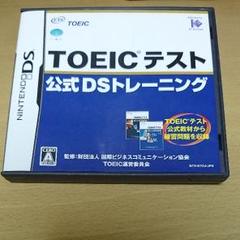 NINTENDO DS
ETS
TOEIC
TOEIC®テスト
公式DSトレーニング
TOEIC®テスト
公式教材から
練習問題を収録
A
監修:財団法人 国際ビジネスコミュニケーション協会
TOEIC運営委員会